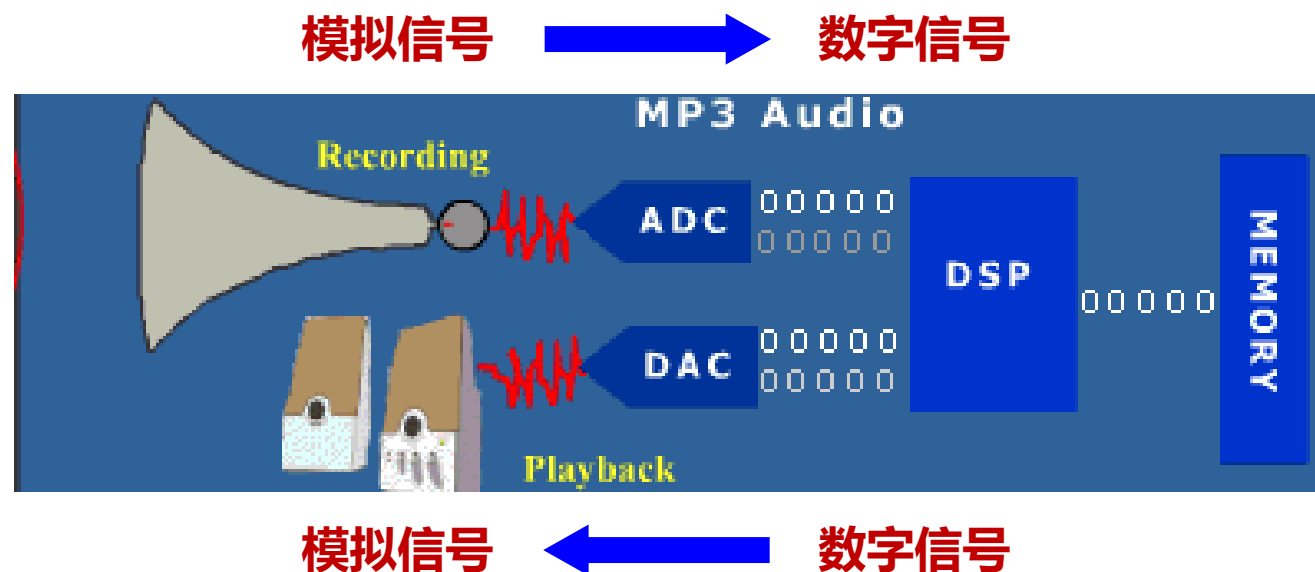 模拟信号 数字信号
MP3 Audio
Recording
ADC
00000
00000
DSP
00000
MEMORY
DAC
00000
00000
Playback
模拟信号 数字信号